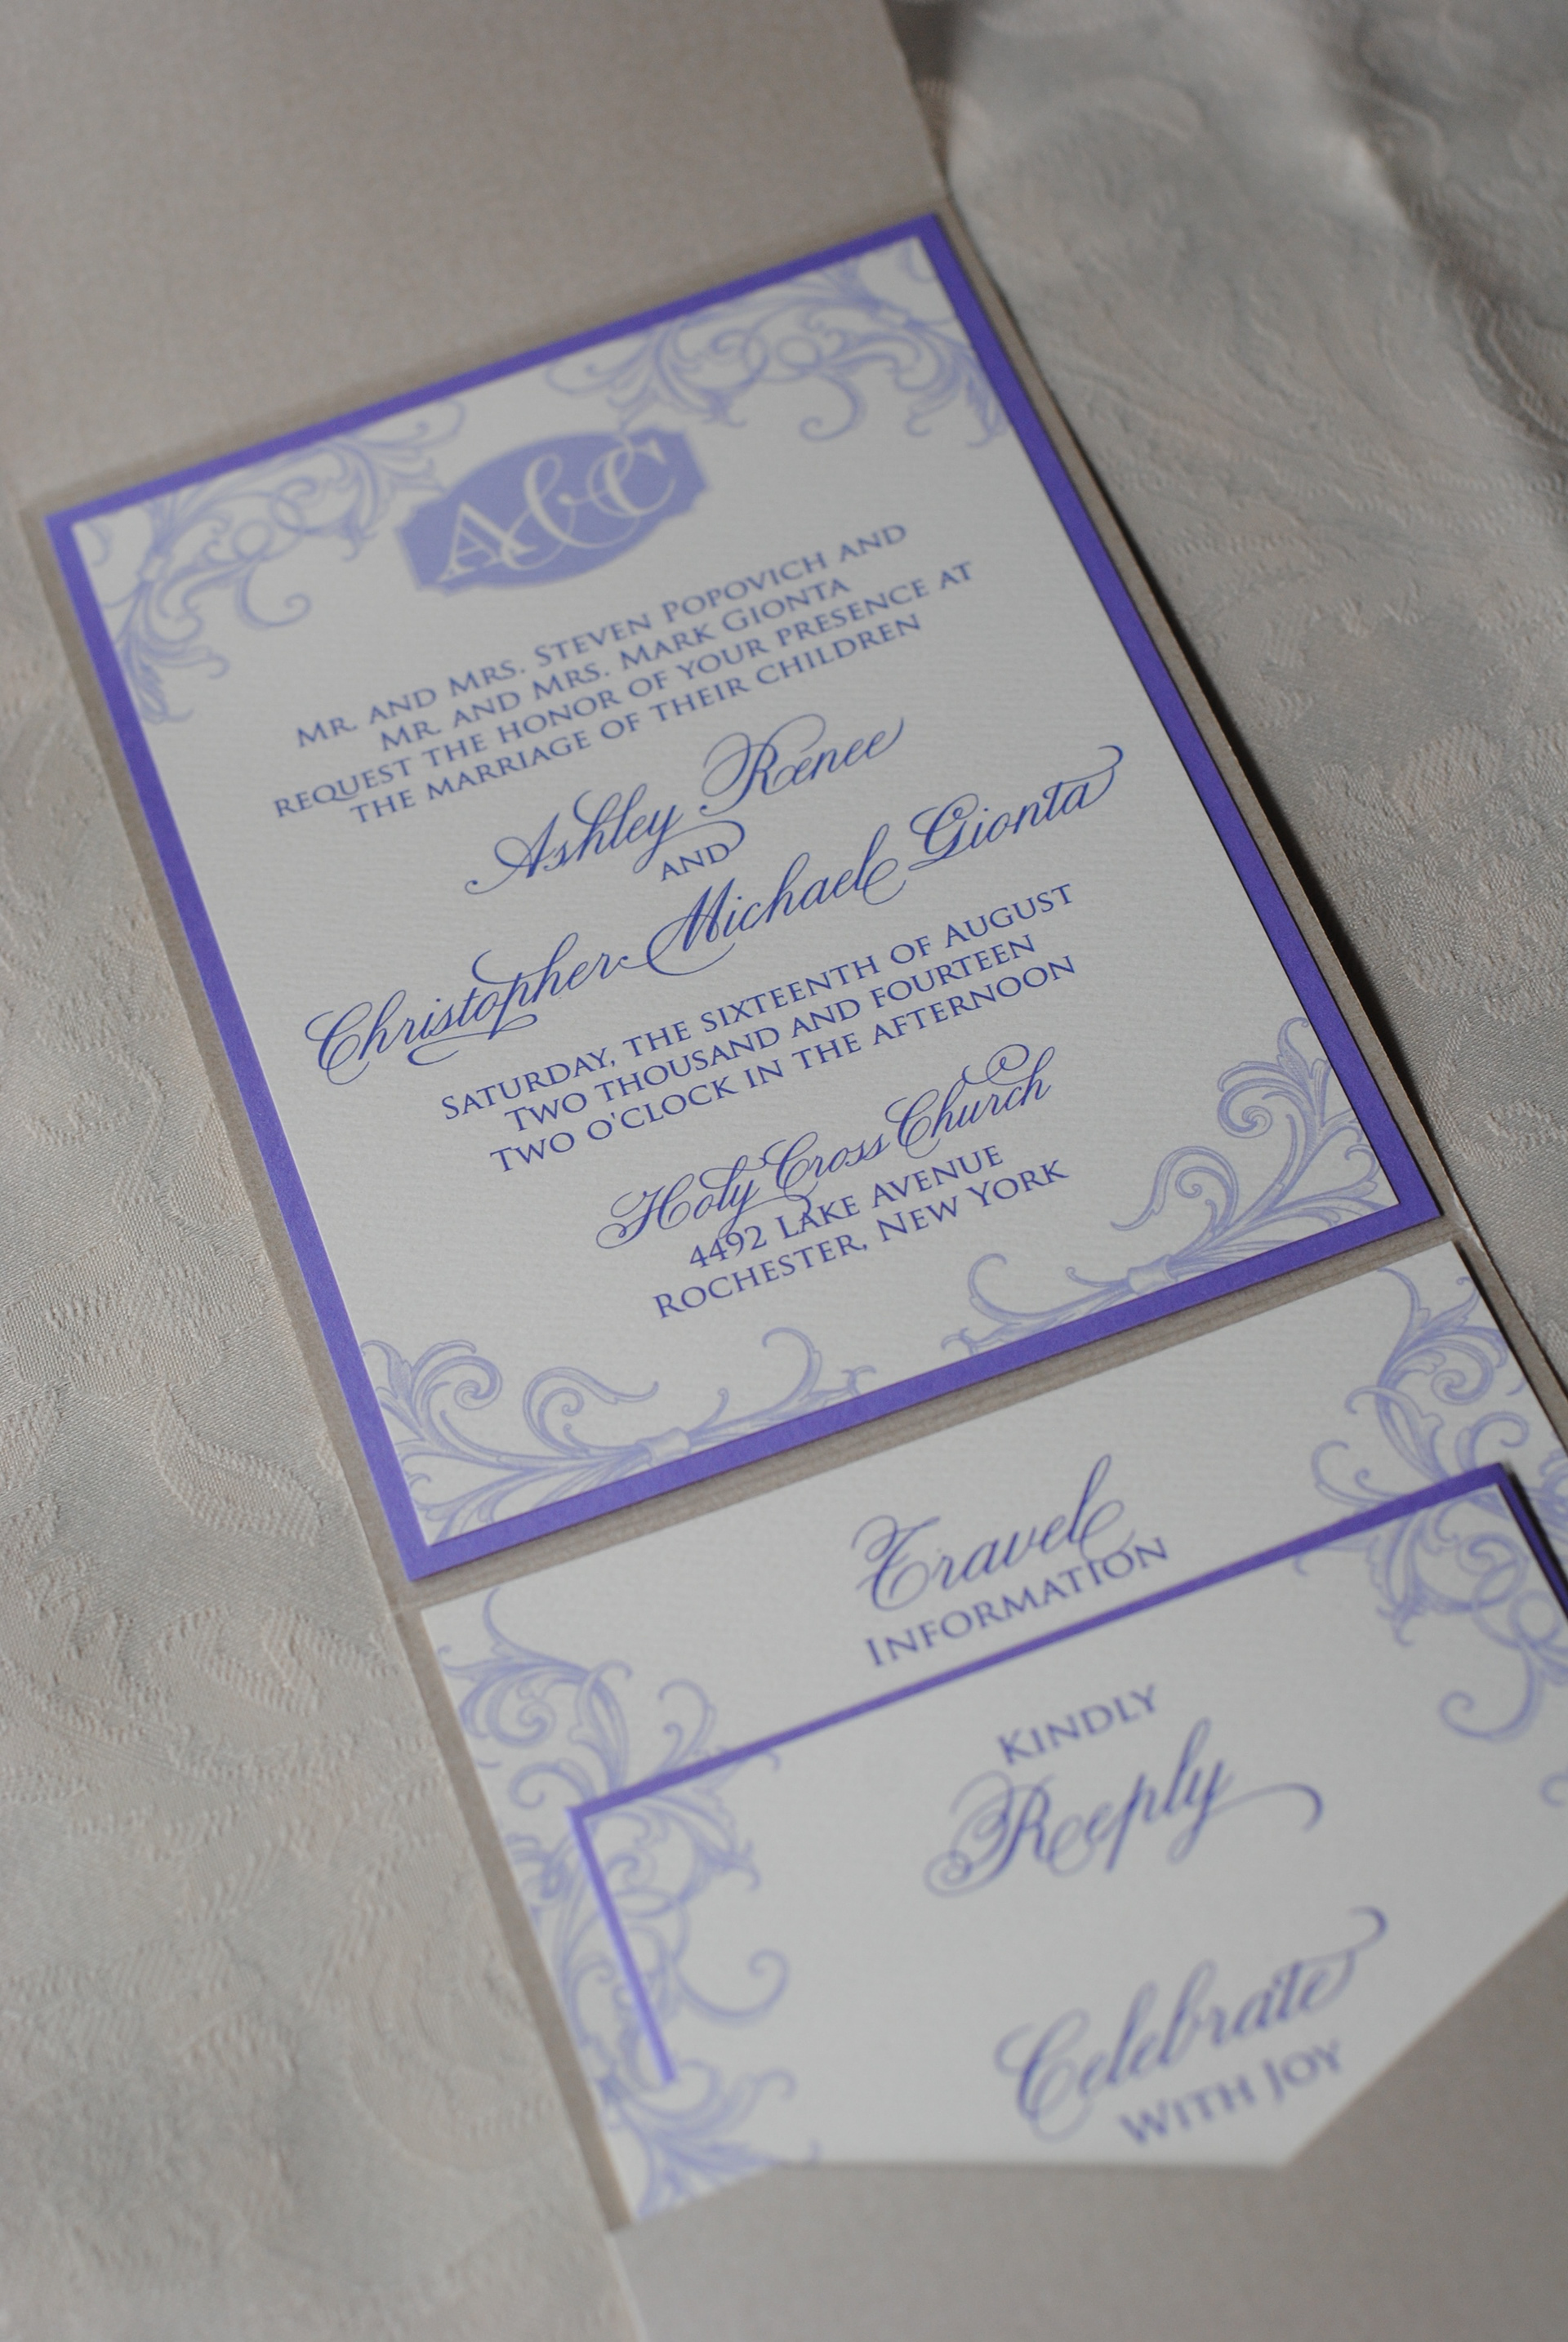 A&C
Mr. and Mrs. Steven Popovich and
Mr. and Mrs. Mark Gionta
request the honor of your presence at
the marriage of their children
Ashley Renee
and
Christopher Michael Gionta
Saturday, the sixteenth of August
two thousand and fourteen
two o'clock in the afternoon
Holy Cross Church
4492 Lake Avenue
Rochester, New York
Travel
Information
Kindly
Reply
Celebrate
with Joy